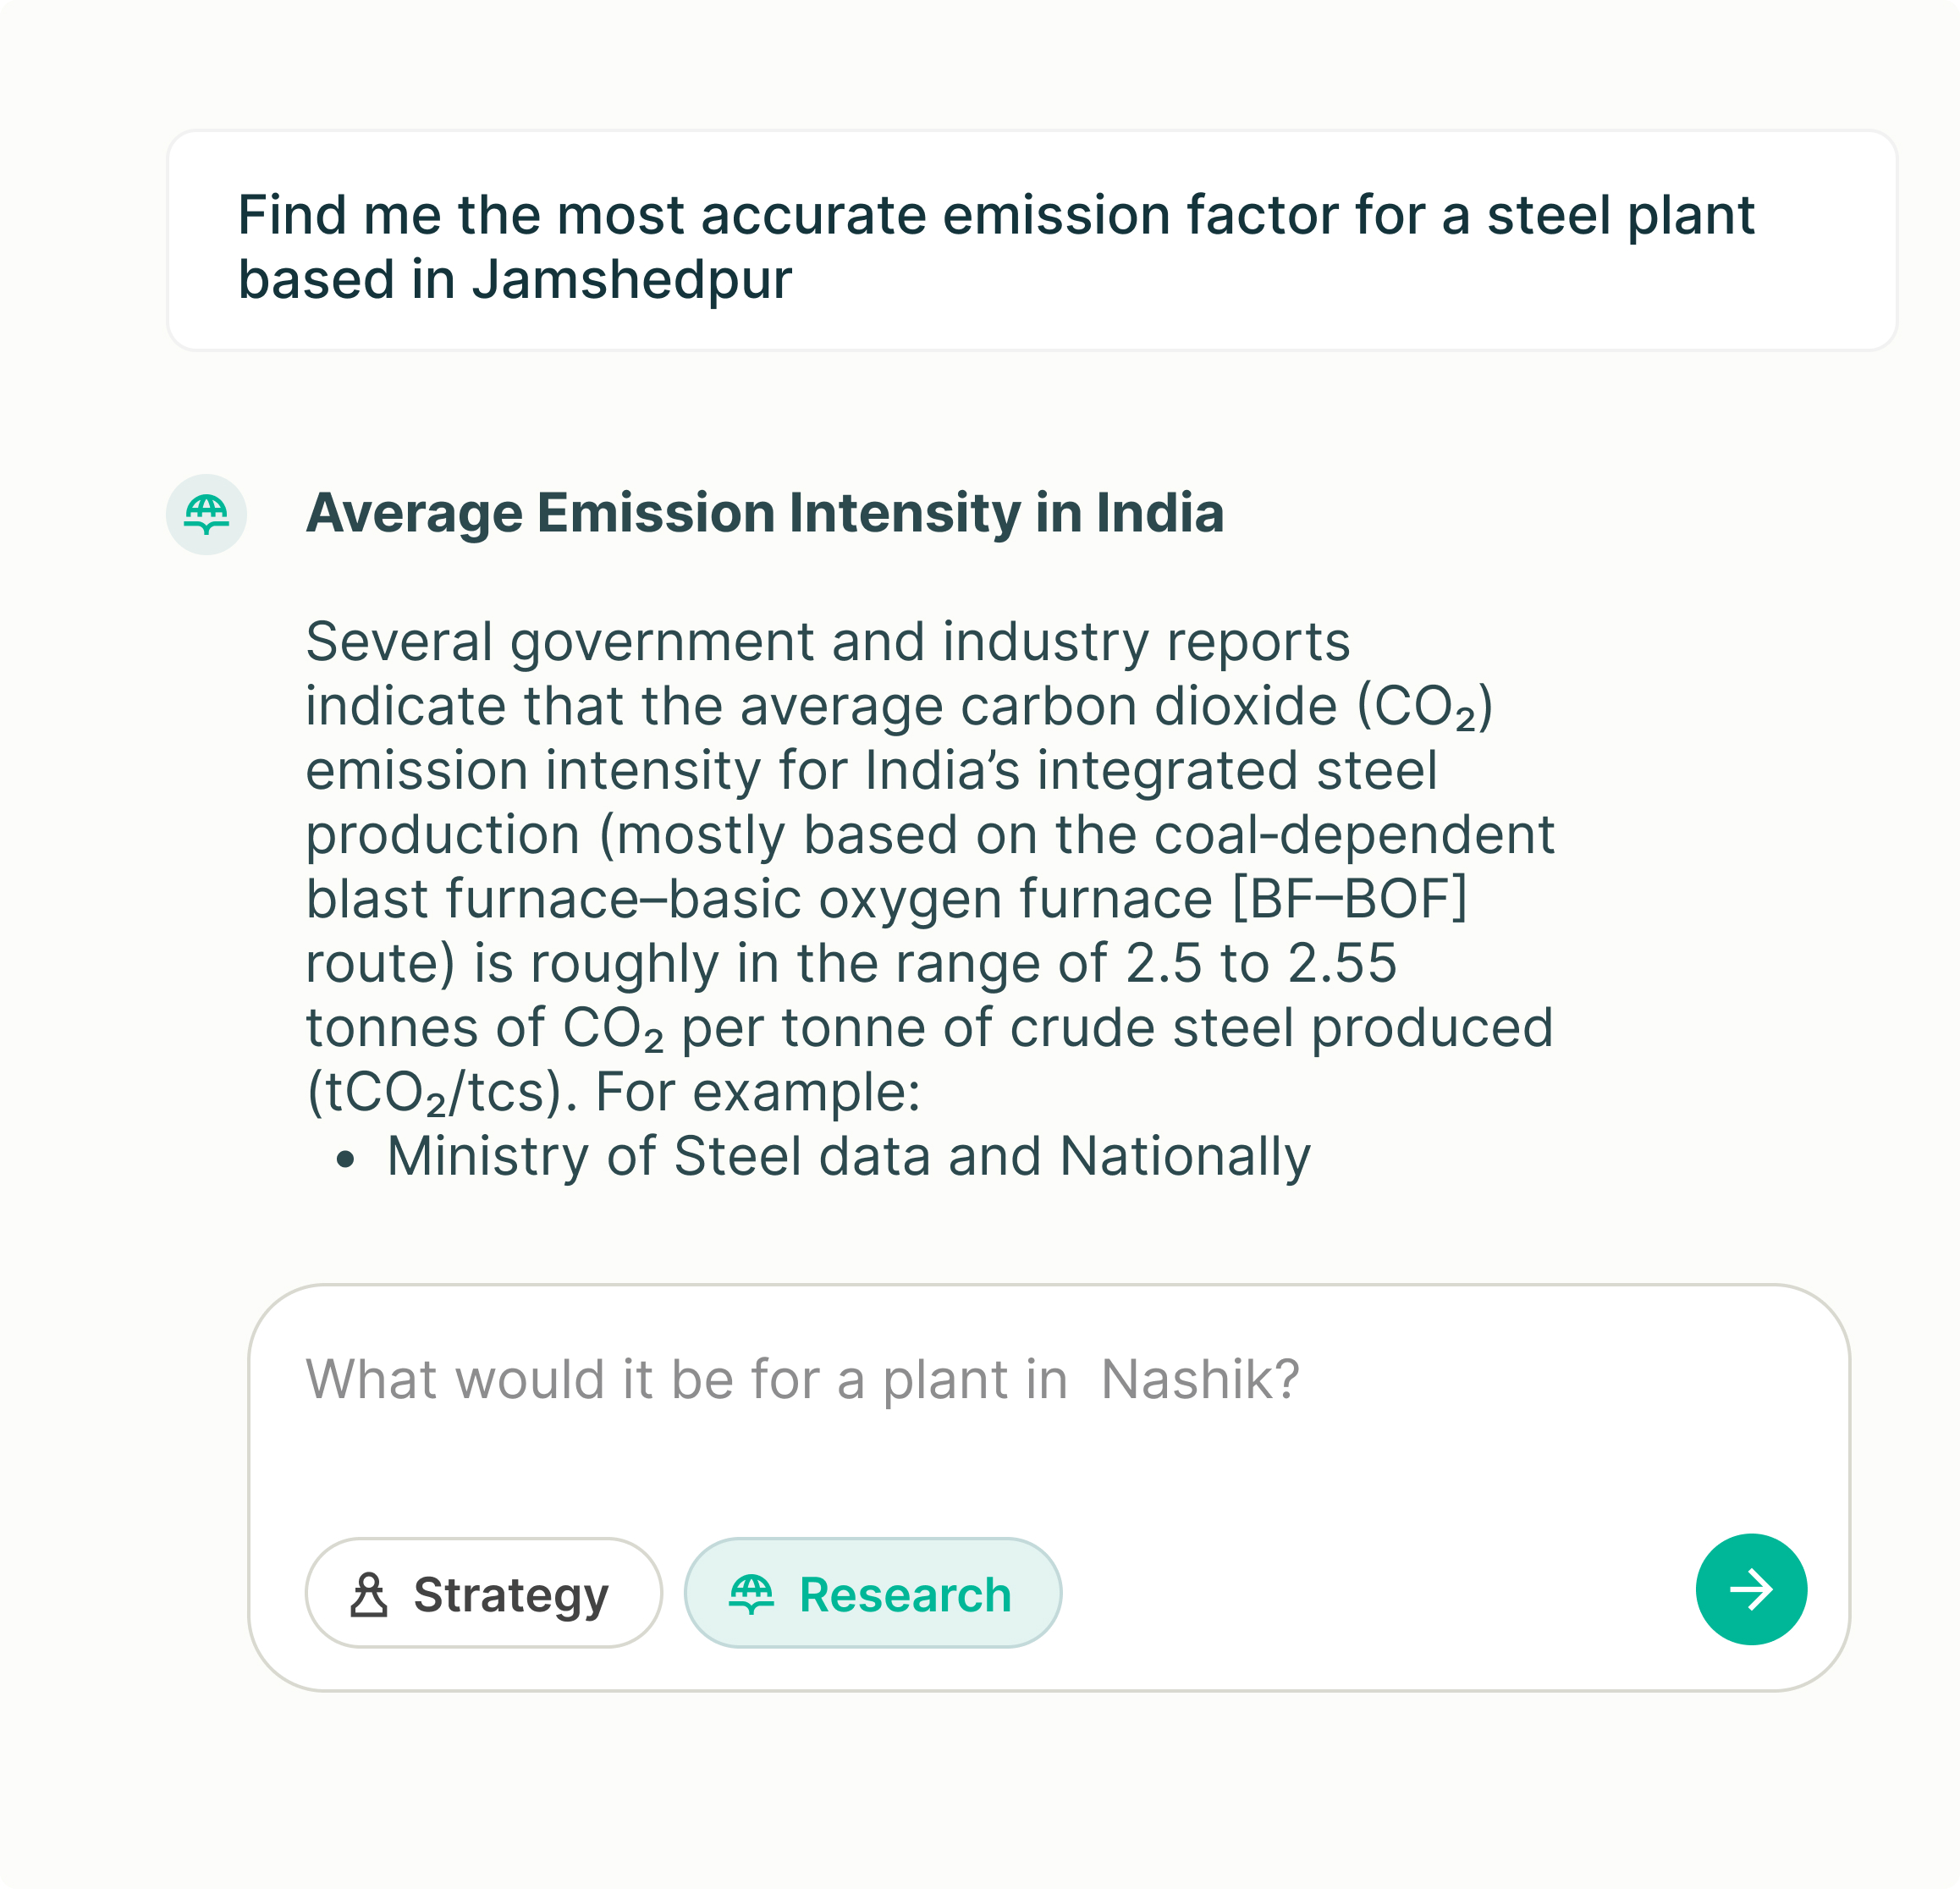 Find me the most accurate emission factor for a steel plant
based in Jamshedpur
Average Emission Intensity in India
Several government and industry reports
indicate that the average carbon dioxide (CO₂)
emission intensity for India’s integrated steel
production (mostly based on the coal-dependent
blast furnace–basic oxygen furnace [BF–BOF]
route) is roughly in the range of 2.5 to 2.55
tonnes of CO₂ per tonne of crude steel produced
(tCO₂/tcs). For example:
• Ministry of Steel data and Nationally
What would it be for a plant in  Nashik?
Strategy
Research